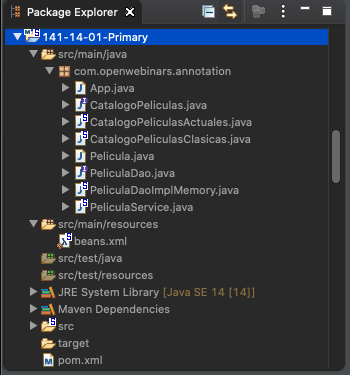 Package Explorer
141-14-01-Primary
src/main/java
com.openwebinars.annotation
App.java
CatalogoPeliculas.java
CatalogoPeliculasActuales.java
CatalogoPeliculasClasicas.java
Pelicula.java
PeliculaDao.java
PeliculaDaoImplMemory.java
PeliculaService.java
src/main/resources
beans.xml
src/test/java
src/test/resources
JRE System Library [Java SE 14 [14]]
Maven Dependencies
src
target
pom.xml